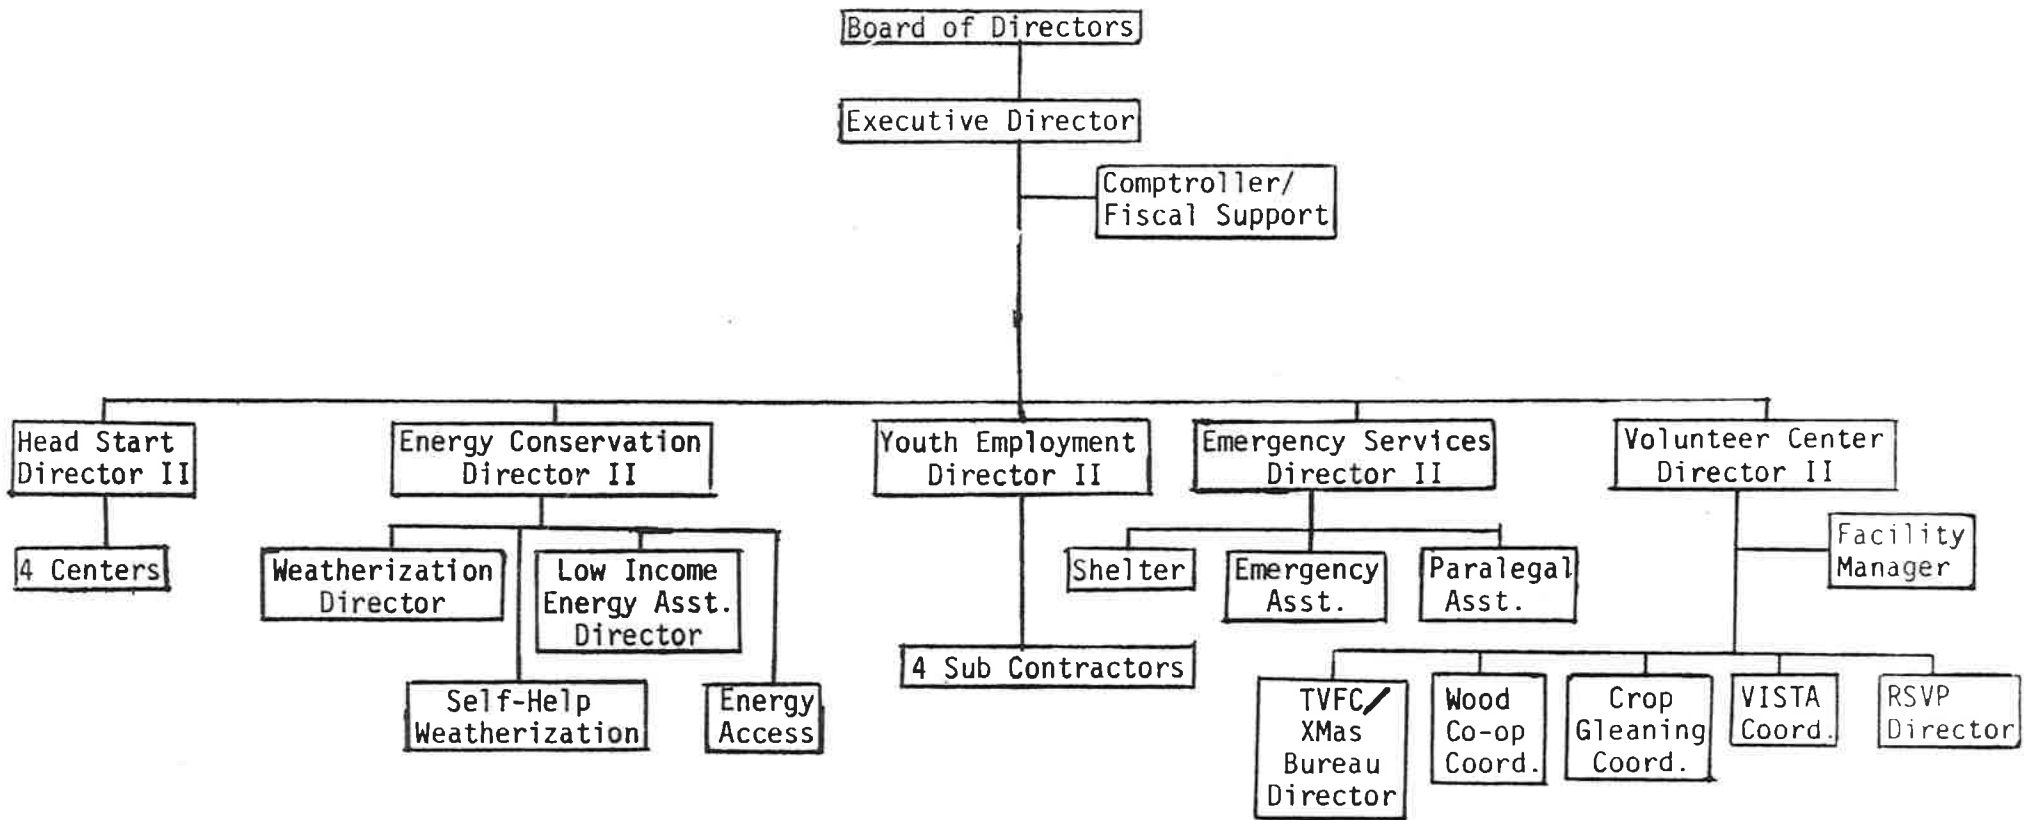 Board of Directors
Executive Director
Comptroller/
Fiscal Support
Head Start
Director II
Energy Conservation
Director II
Youth Employment
Director II
Emergency Services
Director II
Volunteer Center
Director II
4 Centers
Weatherization
Director
Low Income
Energy Asst.
Director
Self-Help
Weatherization
Energy
Access
4 Sub Contractors
Shelter
Emergency
Asst.
Paralegal
Asst.
Facility
Manager
TVFC/
XMas
Bureau
Director
Wood
Co-op
Coord.
Crop
Gleaning
Coord.
VISTA
Coord.
RSVP
Director